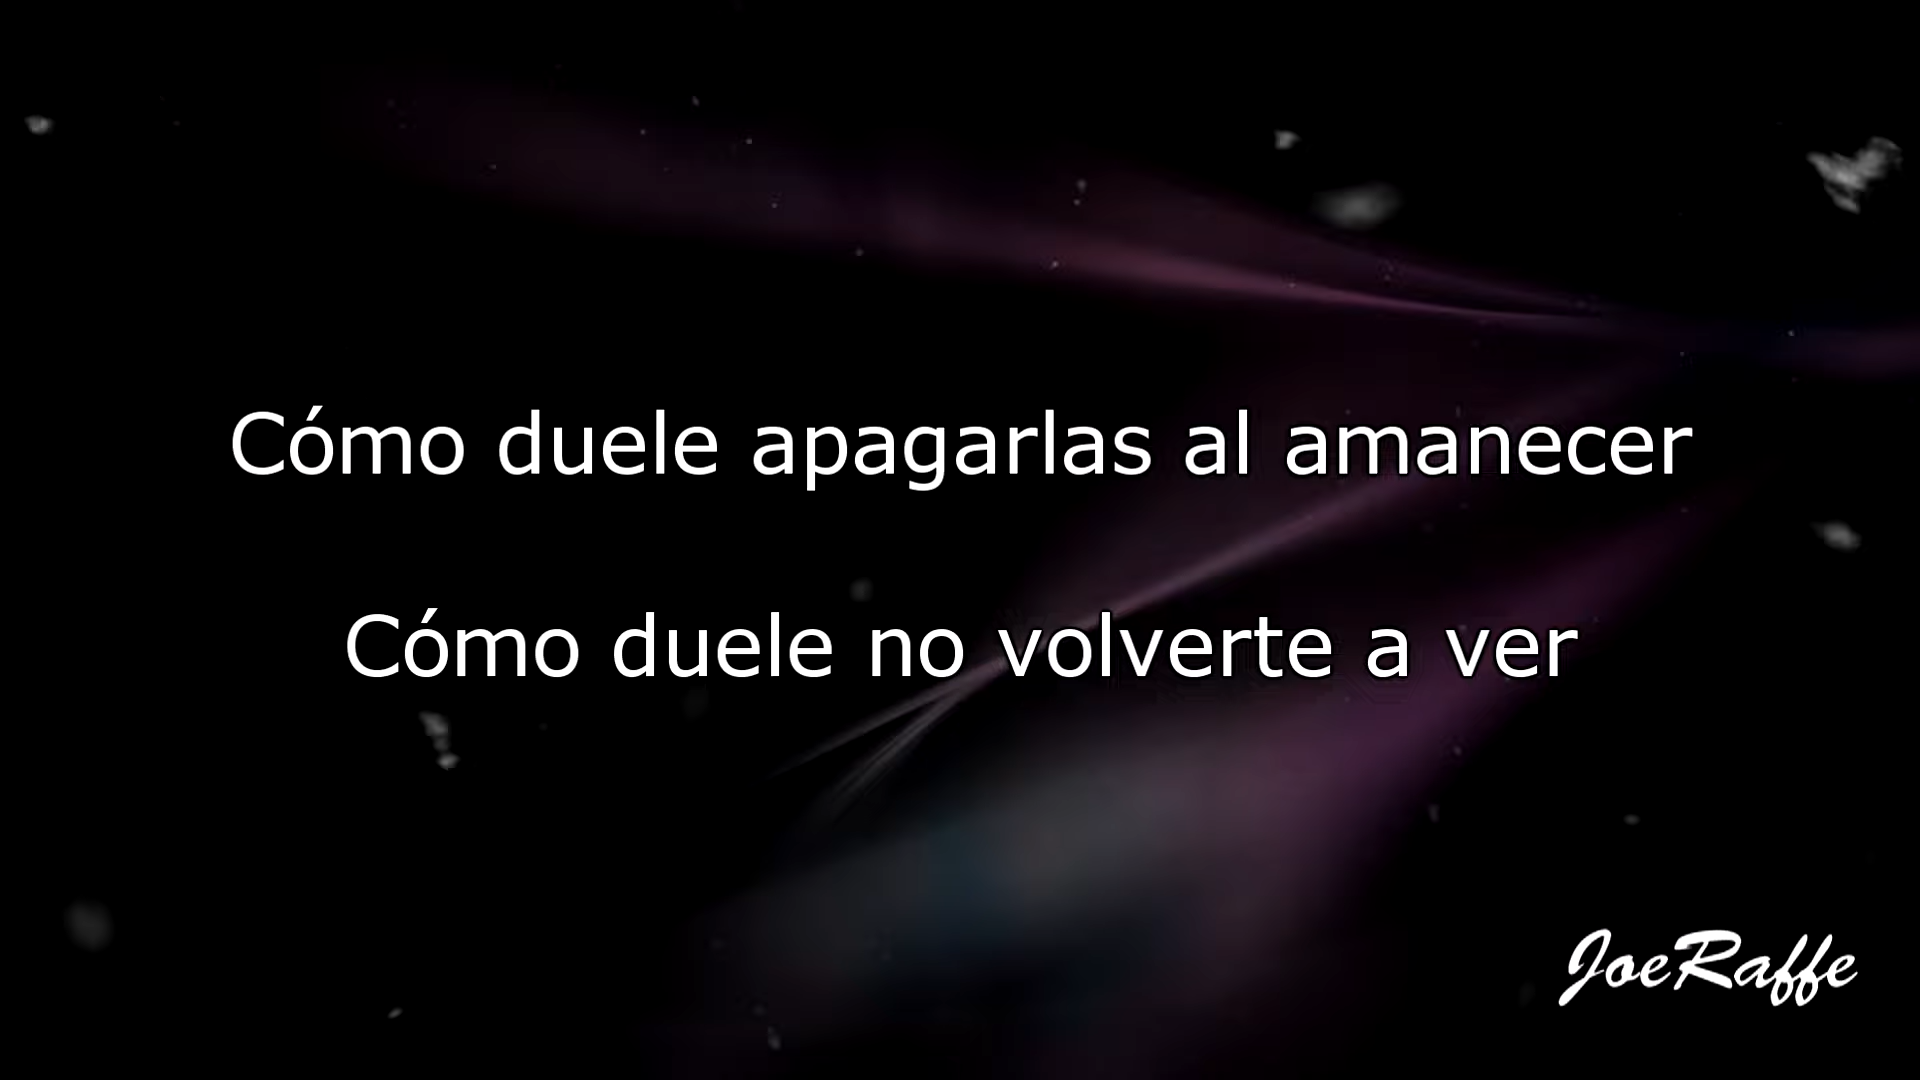 Cómo duele apagarlas al amanecer
Cómo duele no volverte a ver
JoeRaffe